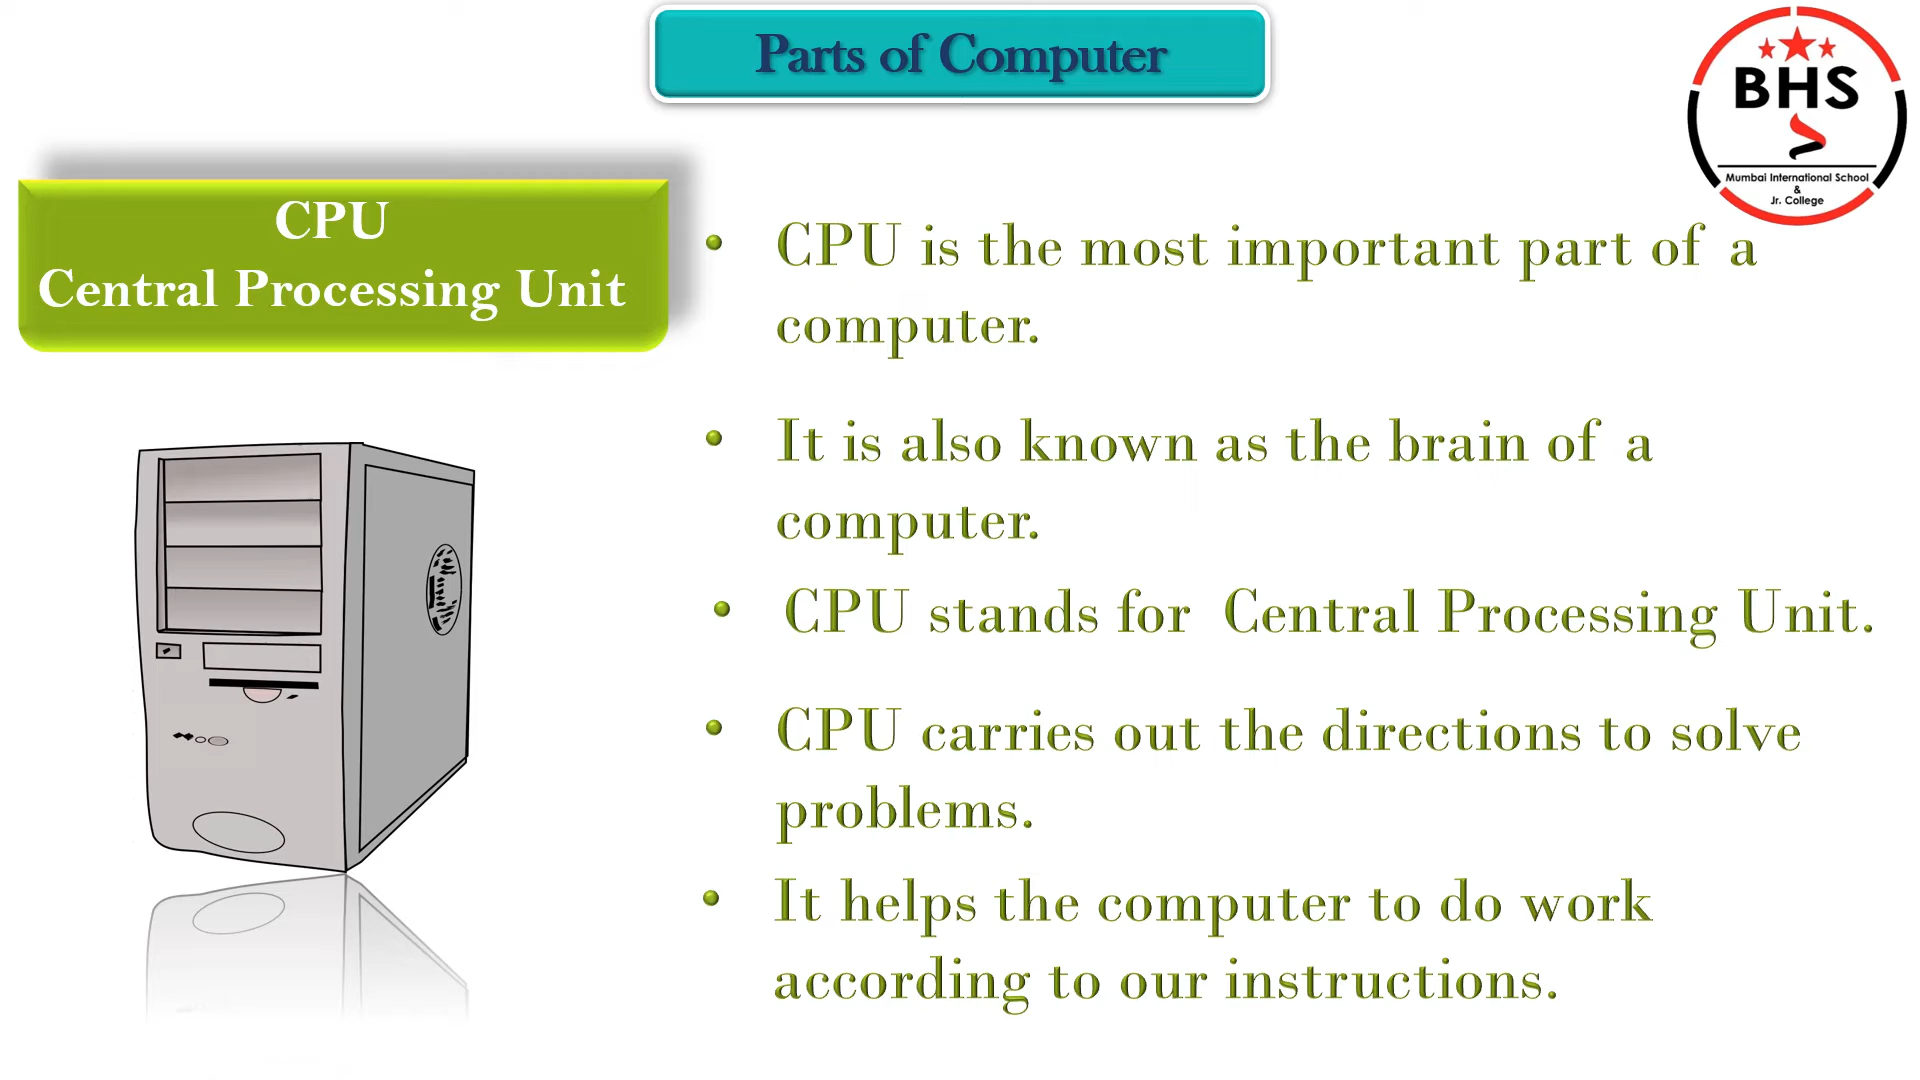 Parts of Computer
BHS
Mumbai International School
&
Jr. College
CPU
Central Processing Unit
• CPU is the most important part of a
computer.
• It is also known as the brain of a
computer.
• CPU stands for Central Processing Unit.
• CPU carries out the directions to solve
problems.
• It helps the computer to do work
according to our instructions.